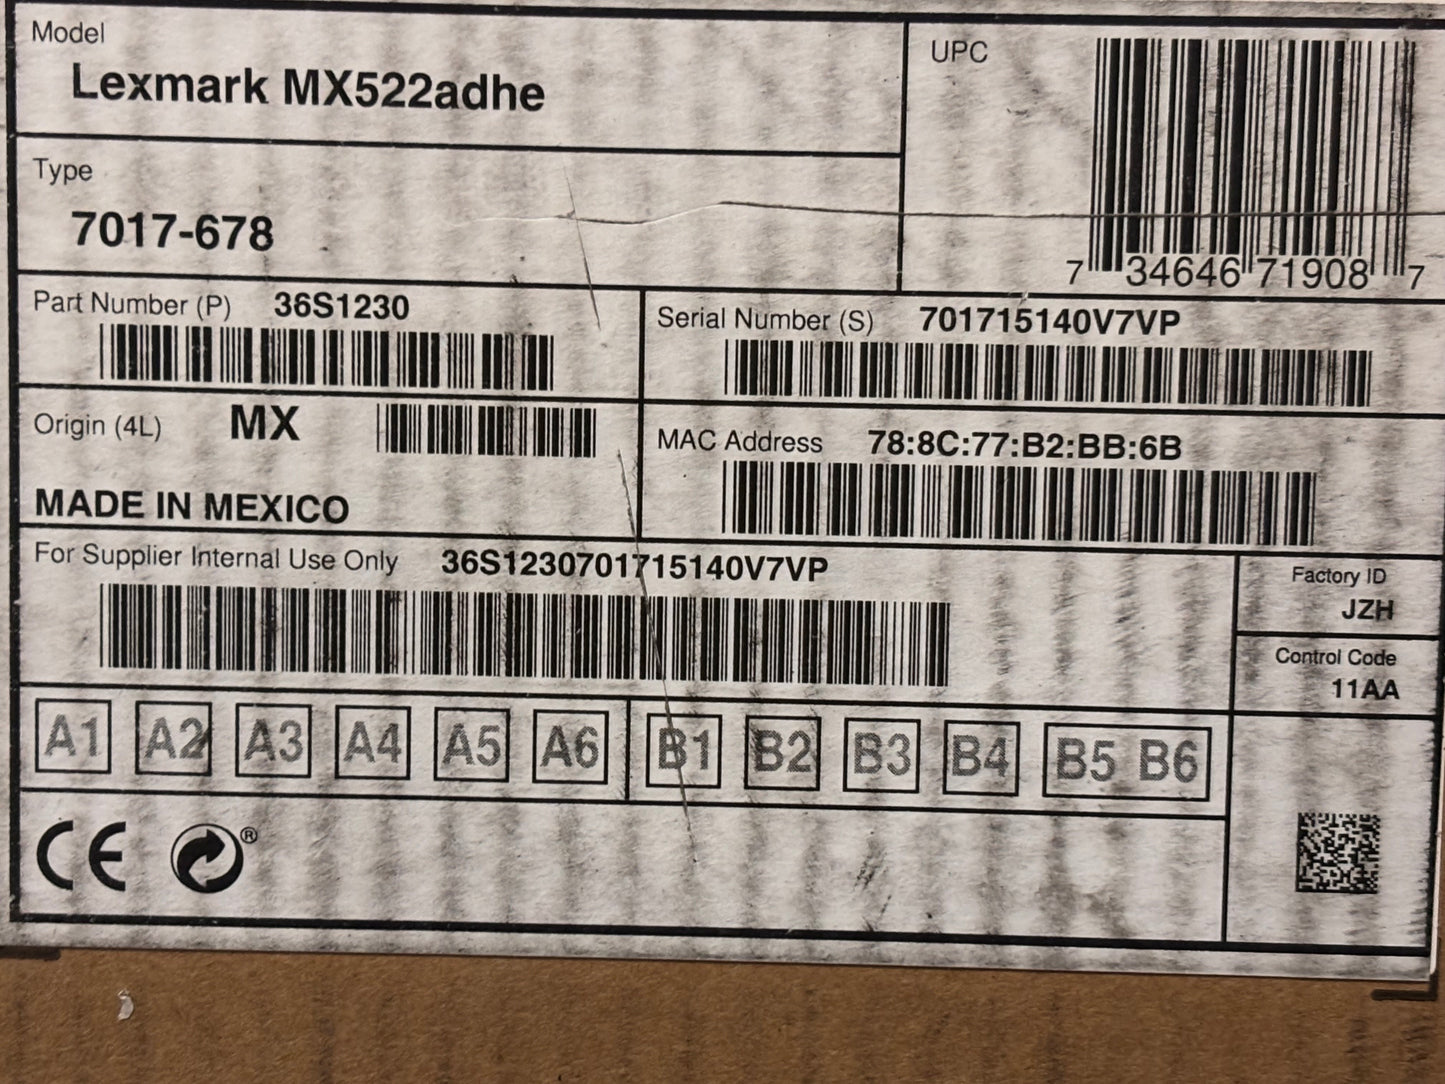 Model
Lexmark MX522adhe
UPC
Type
7017-678
7 34646 71908 7
Part Number (P) 36S1230
Serial Number (S) 701715140V7VP
Origin (4L) MX
MAC Address 78:8C:77:B2:BB:6B
MADE IN MEXICO
For Supplier Internal Use Only 36S1230701715140V7VP
Factory ID
JZH
Control Code
11AA
A1 A2 A3 A4 A5 A6 B1 B2 B3 B4 B5 B6
CE ®